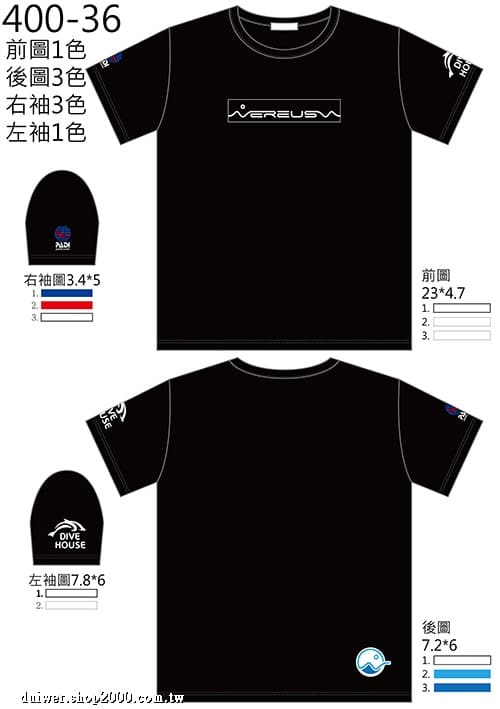 400-36
前圖1色
後圖3色
右袖3色
左袖1色
NEREUS
DIVE
HOUSE
PADI
右袖圖3.4*5
1.
2.
3.
前圖
23*4.7
1.
2.
3.
DIVE
HOUSE
左袖圖7.8*6
1.
2.
後圖
7.2*6
1.
2.
3.
duiwer.shop2000.com.tw